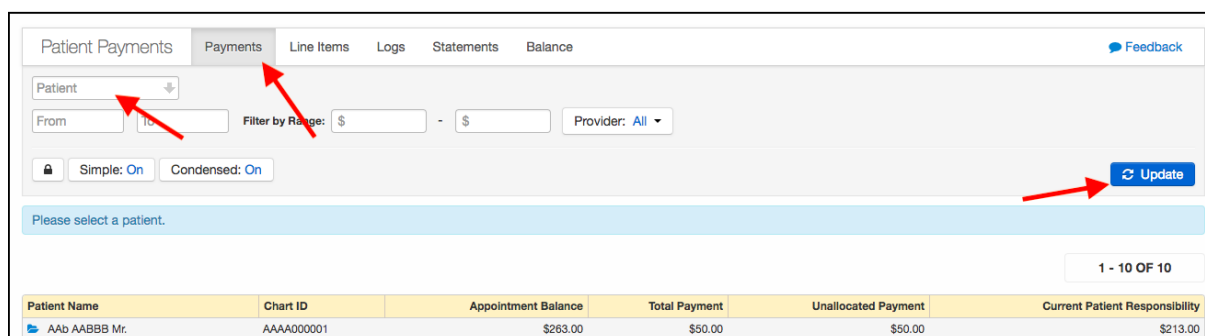 Patient Payments Payments Line Items Logs Statements Balance Feedback
Patient
From To Filter by Range: $ - $ Provider: All
Simple: On Condensed: On Update
Please select a patient.
1 - 10 OF 10
Patient Name Chart ID Appointment Balance Total Payment Unallocated Payment Current Patient Responsibility
AAb AABBB Mr. AAAA000001 $263.00 $50.00 $50.00 $213.00